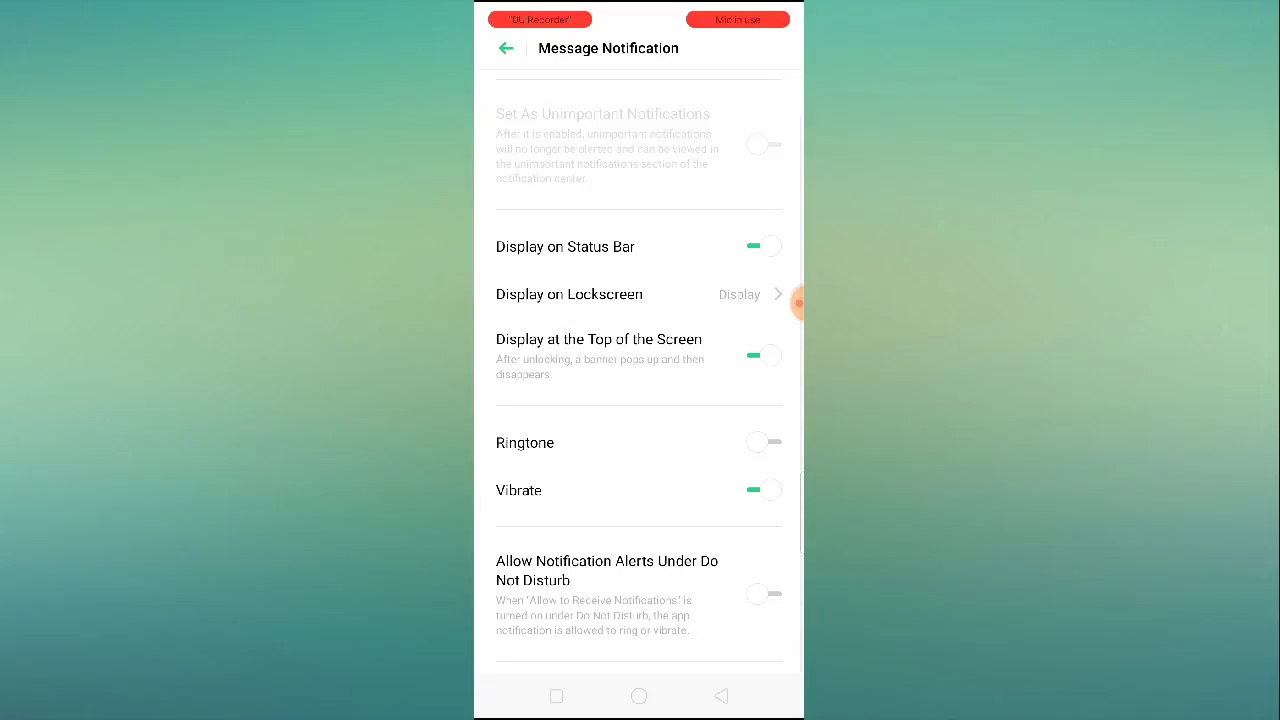 "DU Recorder"
Mic in use
Message Notification
Set As Unimportant Notifications
After it is enabled, unimportant notifications
will no longer be alerted and can be viewed in
the unimportant notifications section of the
notification center.
Display on Status Bar
Display on Lockscreen
Display
Display at the Top of the Screen
After unlocking, a banner pops up and then
disappears.
Ringtone
Vibrate
Allow Notification Alerts Under Do
Not Disturb
When "Allow to Receive Notifications" is
turned on under Do Not Disturb, the app
notification is allowed to ring or vibrate.